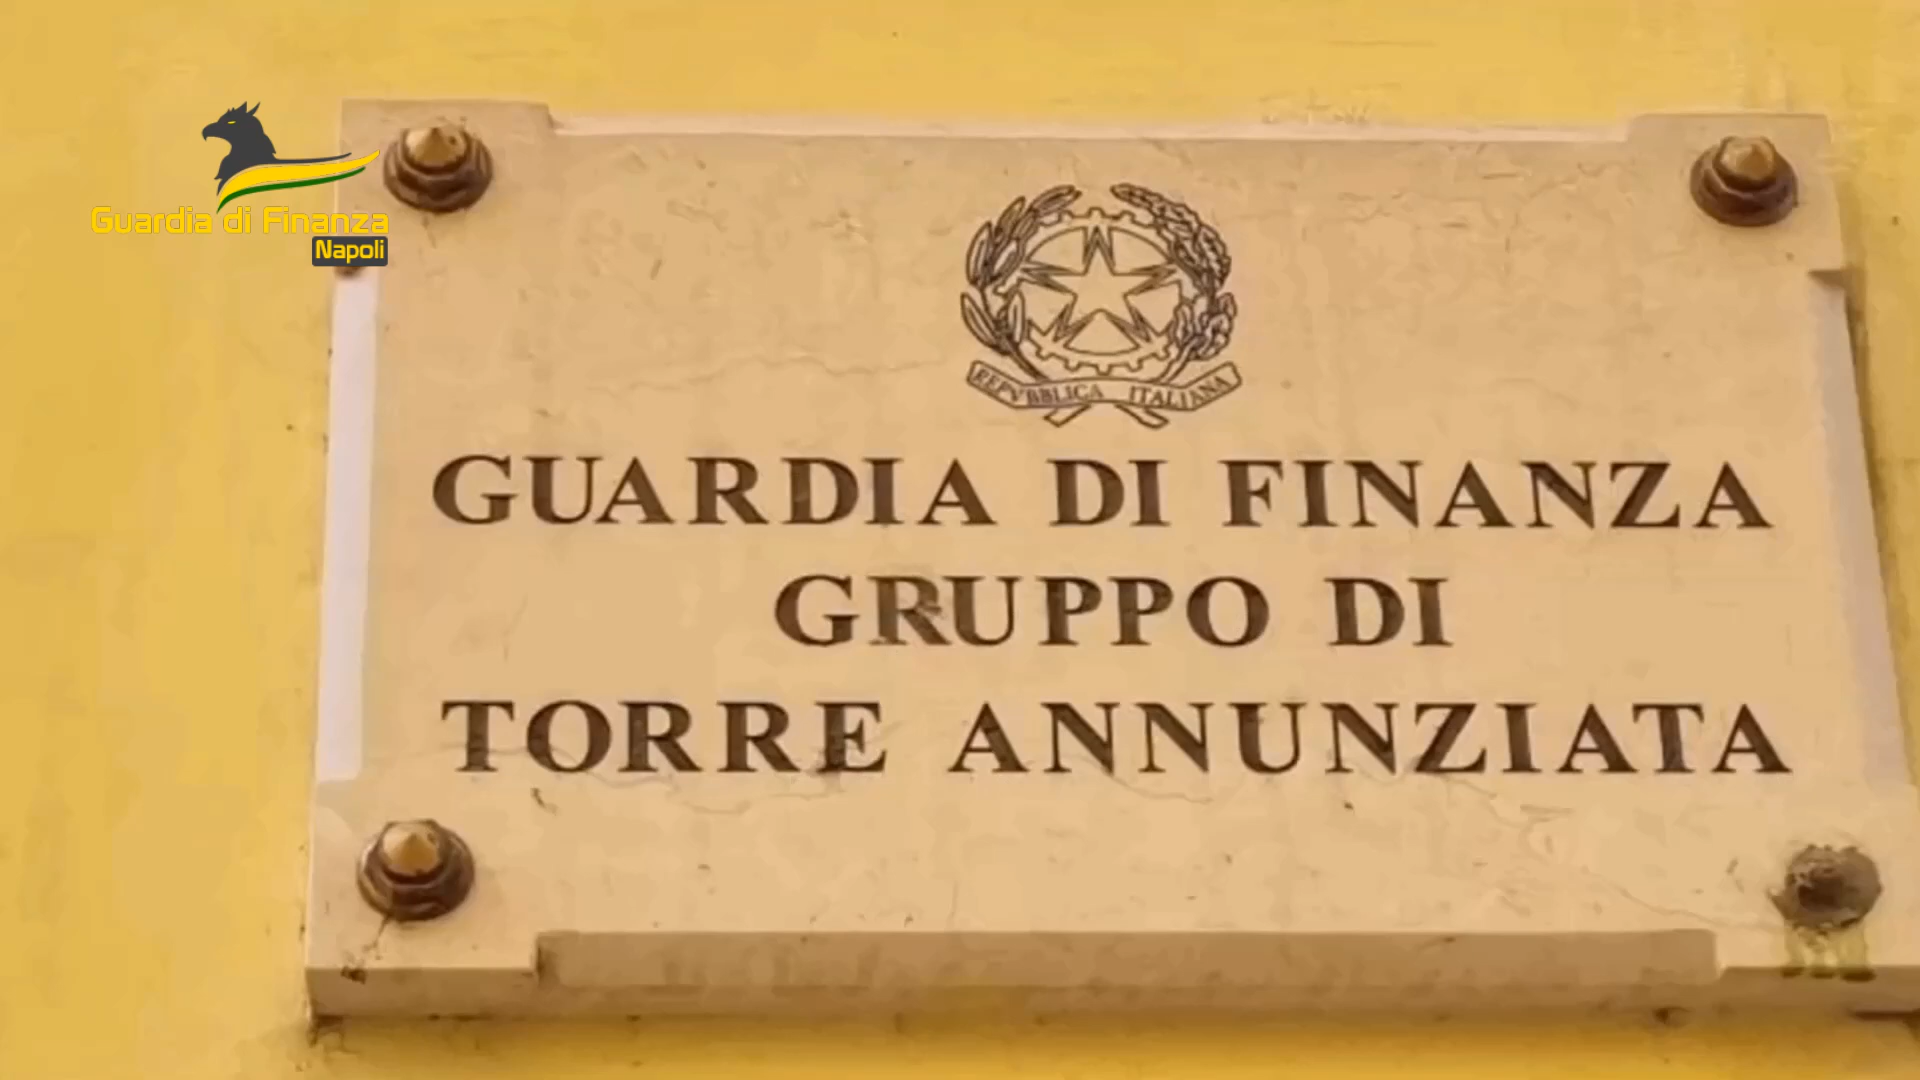 Guardia di Finanza
Napoli
REPVBBLICA ITALIANA
GUARDIA DI FINANZA
GRUPPO DI
TORRE ANNUNZIATA